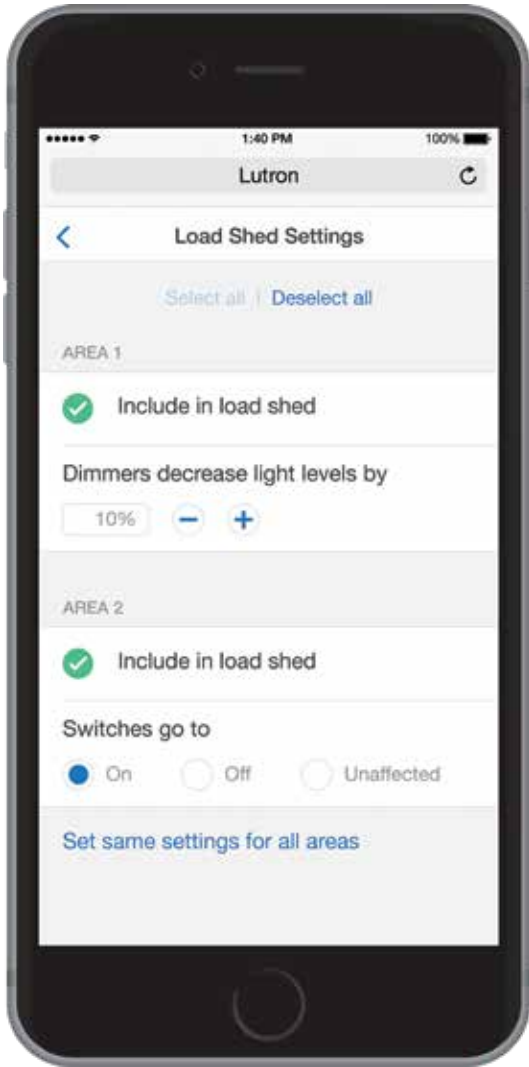 1:40 PM
100%
Lutron
Load Shed Settings
Select all | Deselect all
AREA 1
Include in load shed
Dimmers decrease light levels by
10%
AREA 2
Include in load shed
Switches go to
On Off Unaffected
Set same settings for all areas